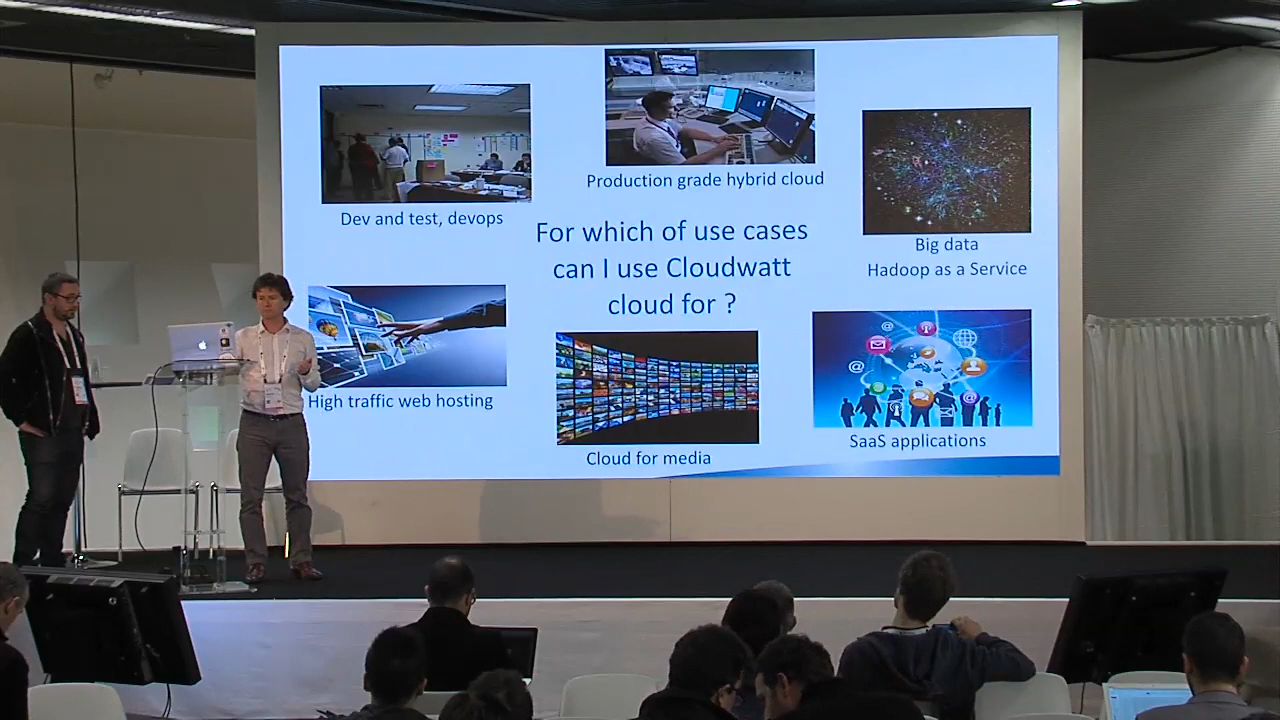 Production grade hybrid cloud
Dev and test, devops
For which of use cases
can I use Cloudwatt
cloud for ?
Big data
Hadoop as a Service
High traffic web hosting
Cloud for media
SaaS applications